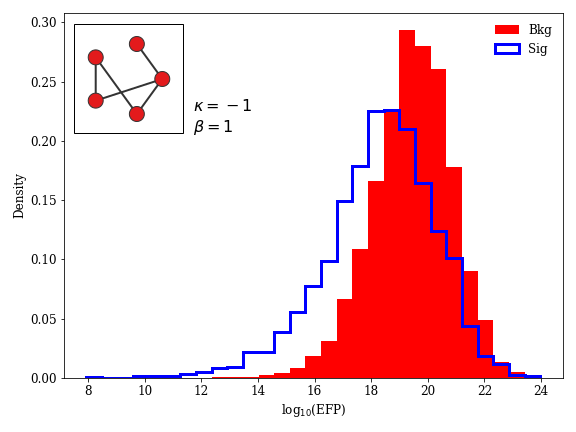 0.30
0.25
0.20
0.15
0.10
0.05
0.00
Density
κ = −1
β = 1
Bkg
Sig
8 10 12 14 16 18 20 22 24
log₁₀(EFP)